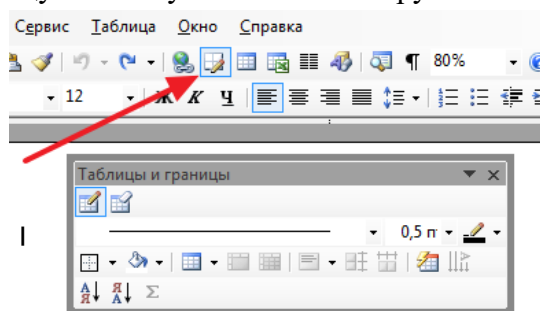 Сервис Таблица Окно Справка
¶ 80%
12 Ж К Ч
Таблицы и границы
0,5 п
А Я Я А Σ